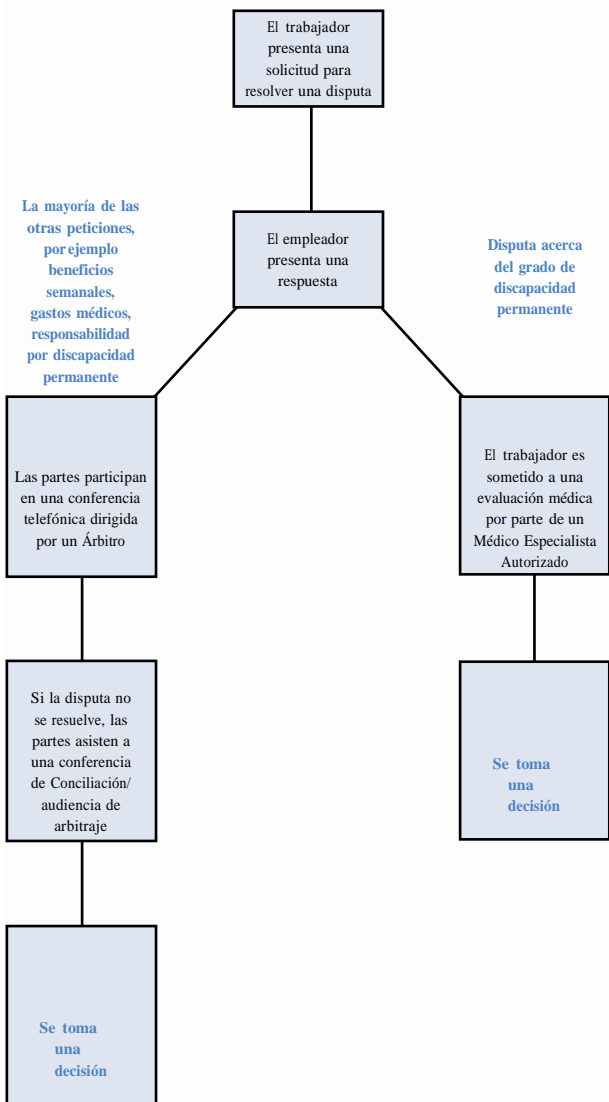 El trabajador
presenta una
solicitud para
resolver una disputa
La mayoría de las
otras peticiones,
por ejemplo
beneficios
semanales,
gastos médicos,
responsabilidad
por discapacidad
permanente
El empleador
presenta una
respuesta
Disputa acerca
del grado de
discapacidad
permanente
Las partes participan
en una conferencia
telefónica dirigida
por un Árbitro
El trabajador es
sometido a una
evaluación médica
por parte de un
Médico Especialista
Autorizado
Si la disputa no
se resuelve, las
partes asisten a
una conferencia
de Conciliación/
audiencia de
arbitraje
Se toma
una
decisión
Se toma
una
decisión